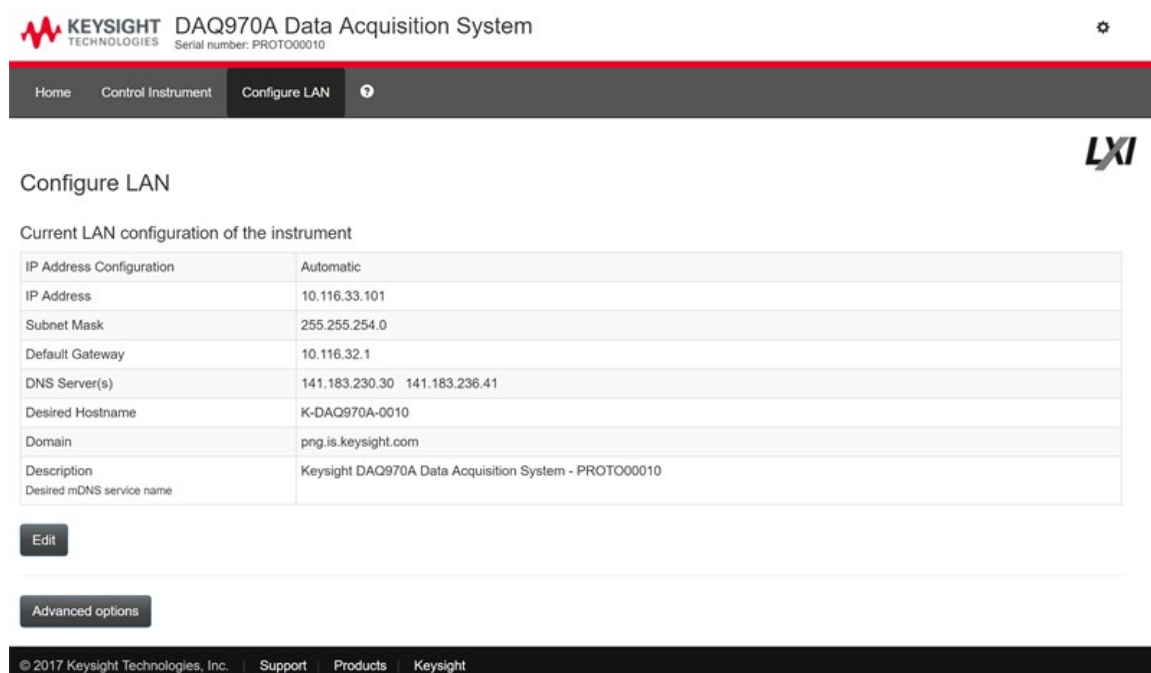 KEYSIGHT
TECHNOLOGIES
DAQ970A Data Acquisition System
Serial number: PROTO00010
Home Control Instrument Configure LAN ?
LXI
Configure LAN
Current LAN configuration of the instrument
IP Address Configuration Automatic
IP Address 10.116.33.101
Subnet Mask 255.255.254.0
Default Gateway 10.116.32.1
DNS Server(s) 141.183.230.30 141.183.236.41
Desired Hostname K-DAQ970A-0010
Domain png.is.keysight.com
Description Keysight DAQ970A Data Acquisition System - PROTO00010
Desired mDNS service name
Edit
Advanced options
© 2017 Keysight Technologies, Inc. | Support | Products | Keysight